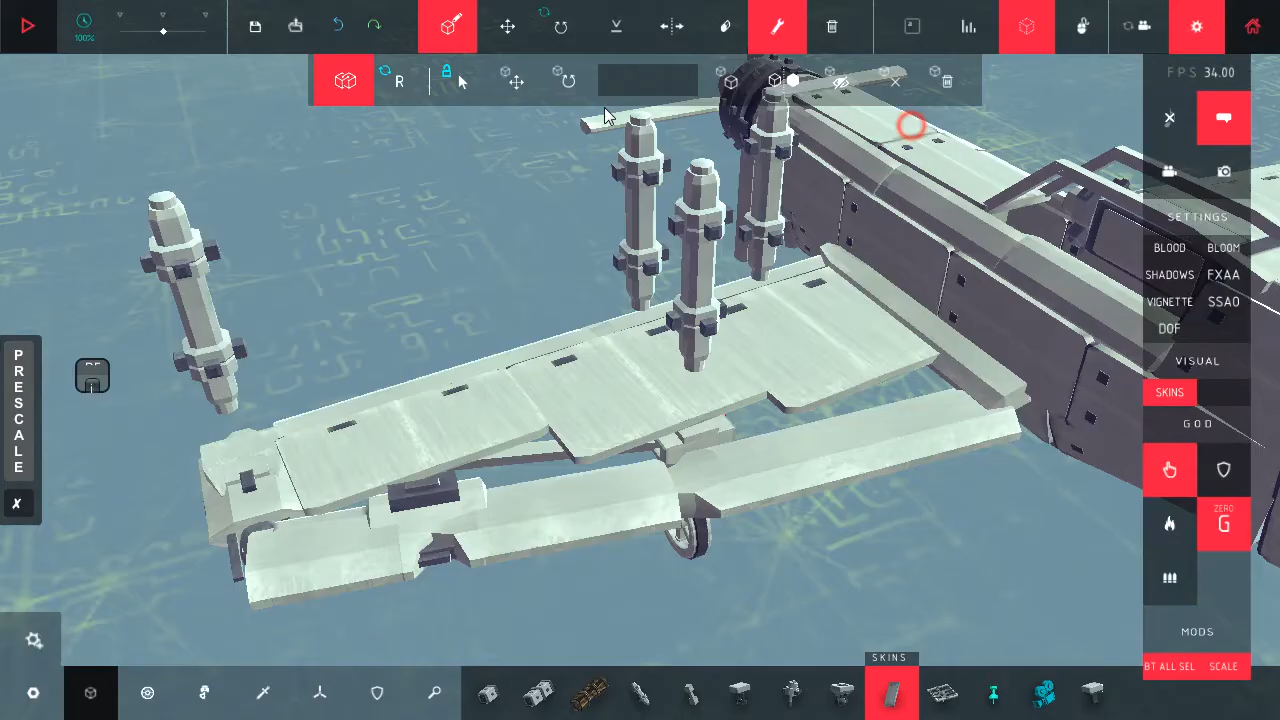 100%
R
FPS 34.00
SETTINGS
BLOOD BLOOM
SHADOWS FXAA
VIGNETTE SSAO
DOF
VISUAL
SKINS
GOD
ZERO
G
MODS
BT ALL SEL SCALE
PRESCALE
✗
SKINS